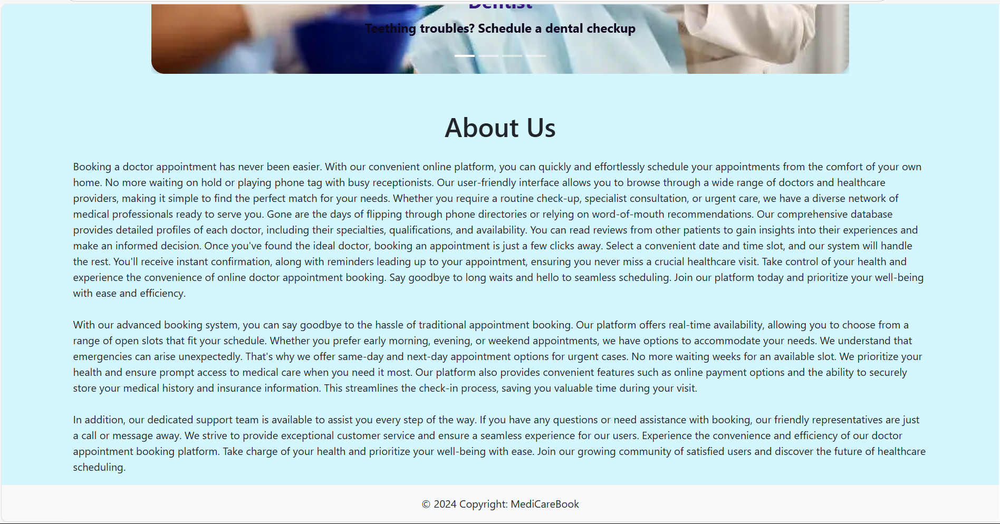 Dentist
Teething troubles? Schedule a dental checkup
About Us
Booking a doctor appointment has never been easier. With our convenient online platform, you can quickly and effortlessly schedule your appointments from the comfort of your own
home. No more waiting on hold or playing phone tag with busy receptionists. Our user-friendly interface allows you to browse through a wide range of doctors and healthcare
providers, making it simple to find the perfect match for your needs. Whether you require a routine check-up, specialist consultation, or urgent care, we have a diverse network of
medical professionals ready to serve you. Gone are the days of flipping through phone directories or relying on word-of-mouth recommendations. Our comprehensive database
provides detailed profiles of each doctor, including their specialties, qualifications, and availability. You can read reviews from other patients to gain insights into their experiences and
make an informed decision. Once you've found the ideal doctor, booking an appointment is just a few clicks away. Select a convenient date and time slot, and our system will handle
the rest. You'll receive instant confirmation, along with reminders leading up to your appointment, ensuring you never miss a crucial healthcare visit. Take control of your health and
experience the convenience of online doctor appointment booking. Say goodbye to long waits and hello to seamless scheduling. Join our platform today and prioritize your well-being
with ease and efficiency.
With our advanced booking system, you can say goodbye to the hassle of traditional appointment booking. Our platform offers real-time availability, allowing you to choose from a
range of open slots that fit your schedule. Whether you prefer early morning, evening, or weekend appointments, we have options to accommodate your needs. We understand that
emergencies can arise unexpectedly. That's why we offer same-day and next-day appointment options for urgent cases. No more waiting weeks for an available slot. We prioritize your
health and ensure prompt access to medical care when you need it most. Our platform also provides convenient features such as online payment options and the ability to securely
store your medical history and insurance information. This streamlines the check-in process, saving you valuable time during your visit.
In addition, our dedicated support team is available to assist you every step of the way. If you have any questions or need assistance with booking, our friendly representatives are just
a call or message away. We strive to provide exceptional customer service and ensure a seamless experience for our users. Experience the convenience and efficiency of our doctor
appointment booking platform. Take charge of your health and prioritize your well-being with ease. Join our growing community of satisfied users and discover the future of healthcare
scheduling.
© 2024 Copyright: MediCareBook